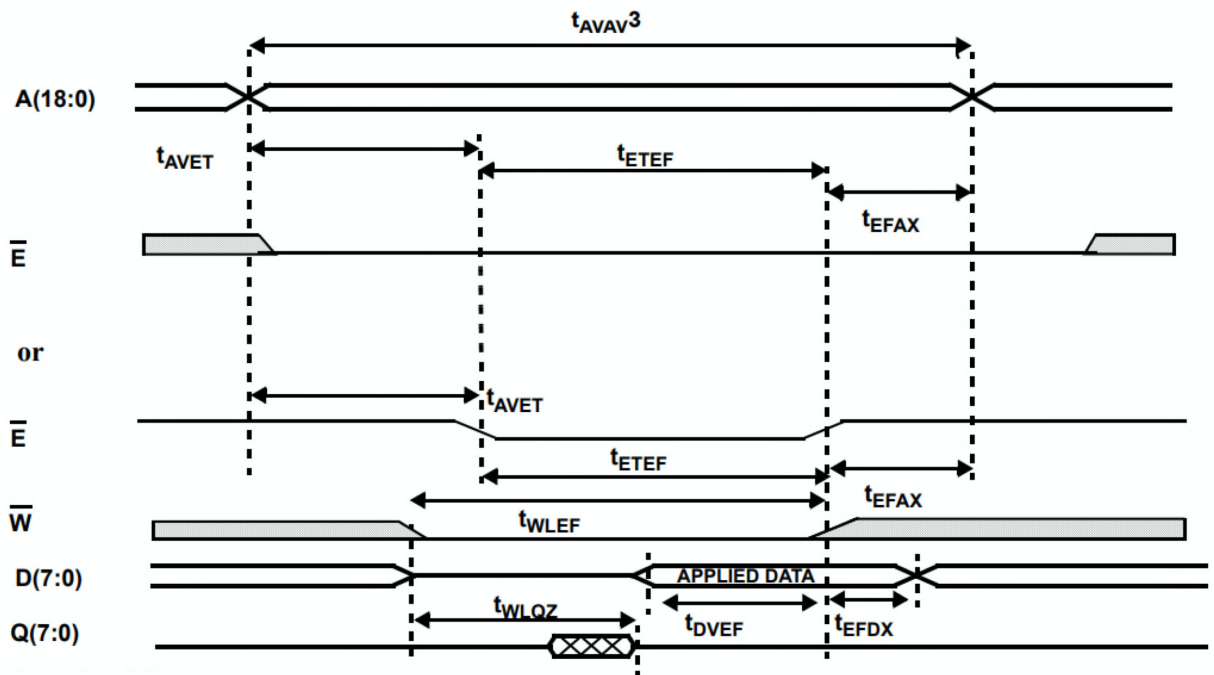 tAVAV3
A(18:0)
tAVET
tETEF
tEFAX
E
or
tAVET
E
tETEF
tEFAX
W
tWLEF
D(7:0)
APPLIED DATA
tWLQZ
tDVEF
tEFDX
Q(7:0)